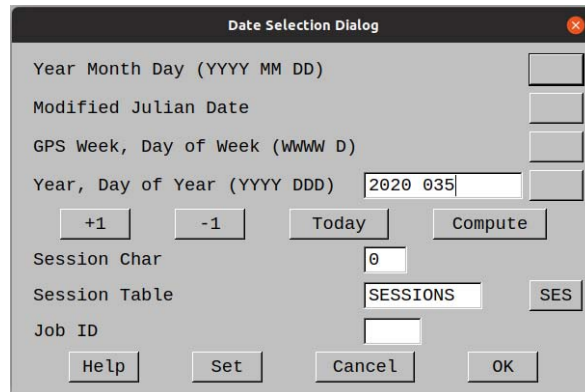 Date Selection Dialog
Year Month Day (YYYY MM DD)
Modified Julian Date
GPS Week, Day of Week (WWWW D)
Year, Day of Year (YYYY DDD) 2020 035
+1 -1 Today Compute
Session Char 0
Session Table SESSIONS SES
Job ID
Help Set Cancel OK